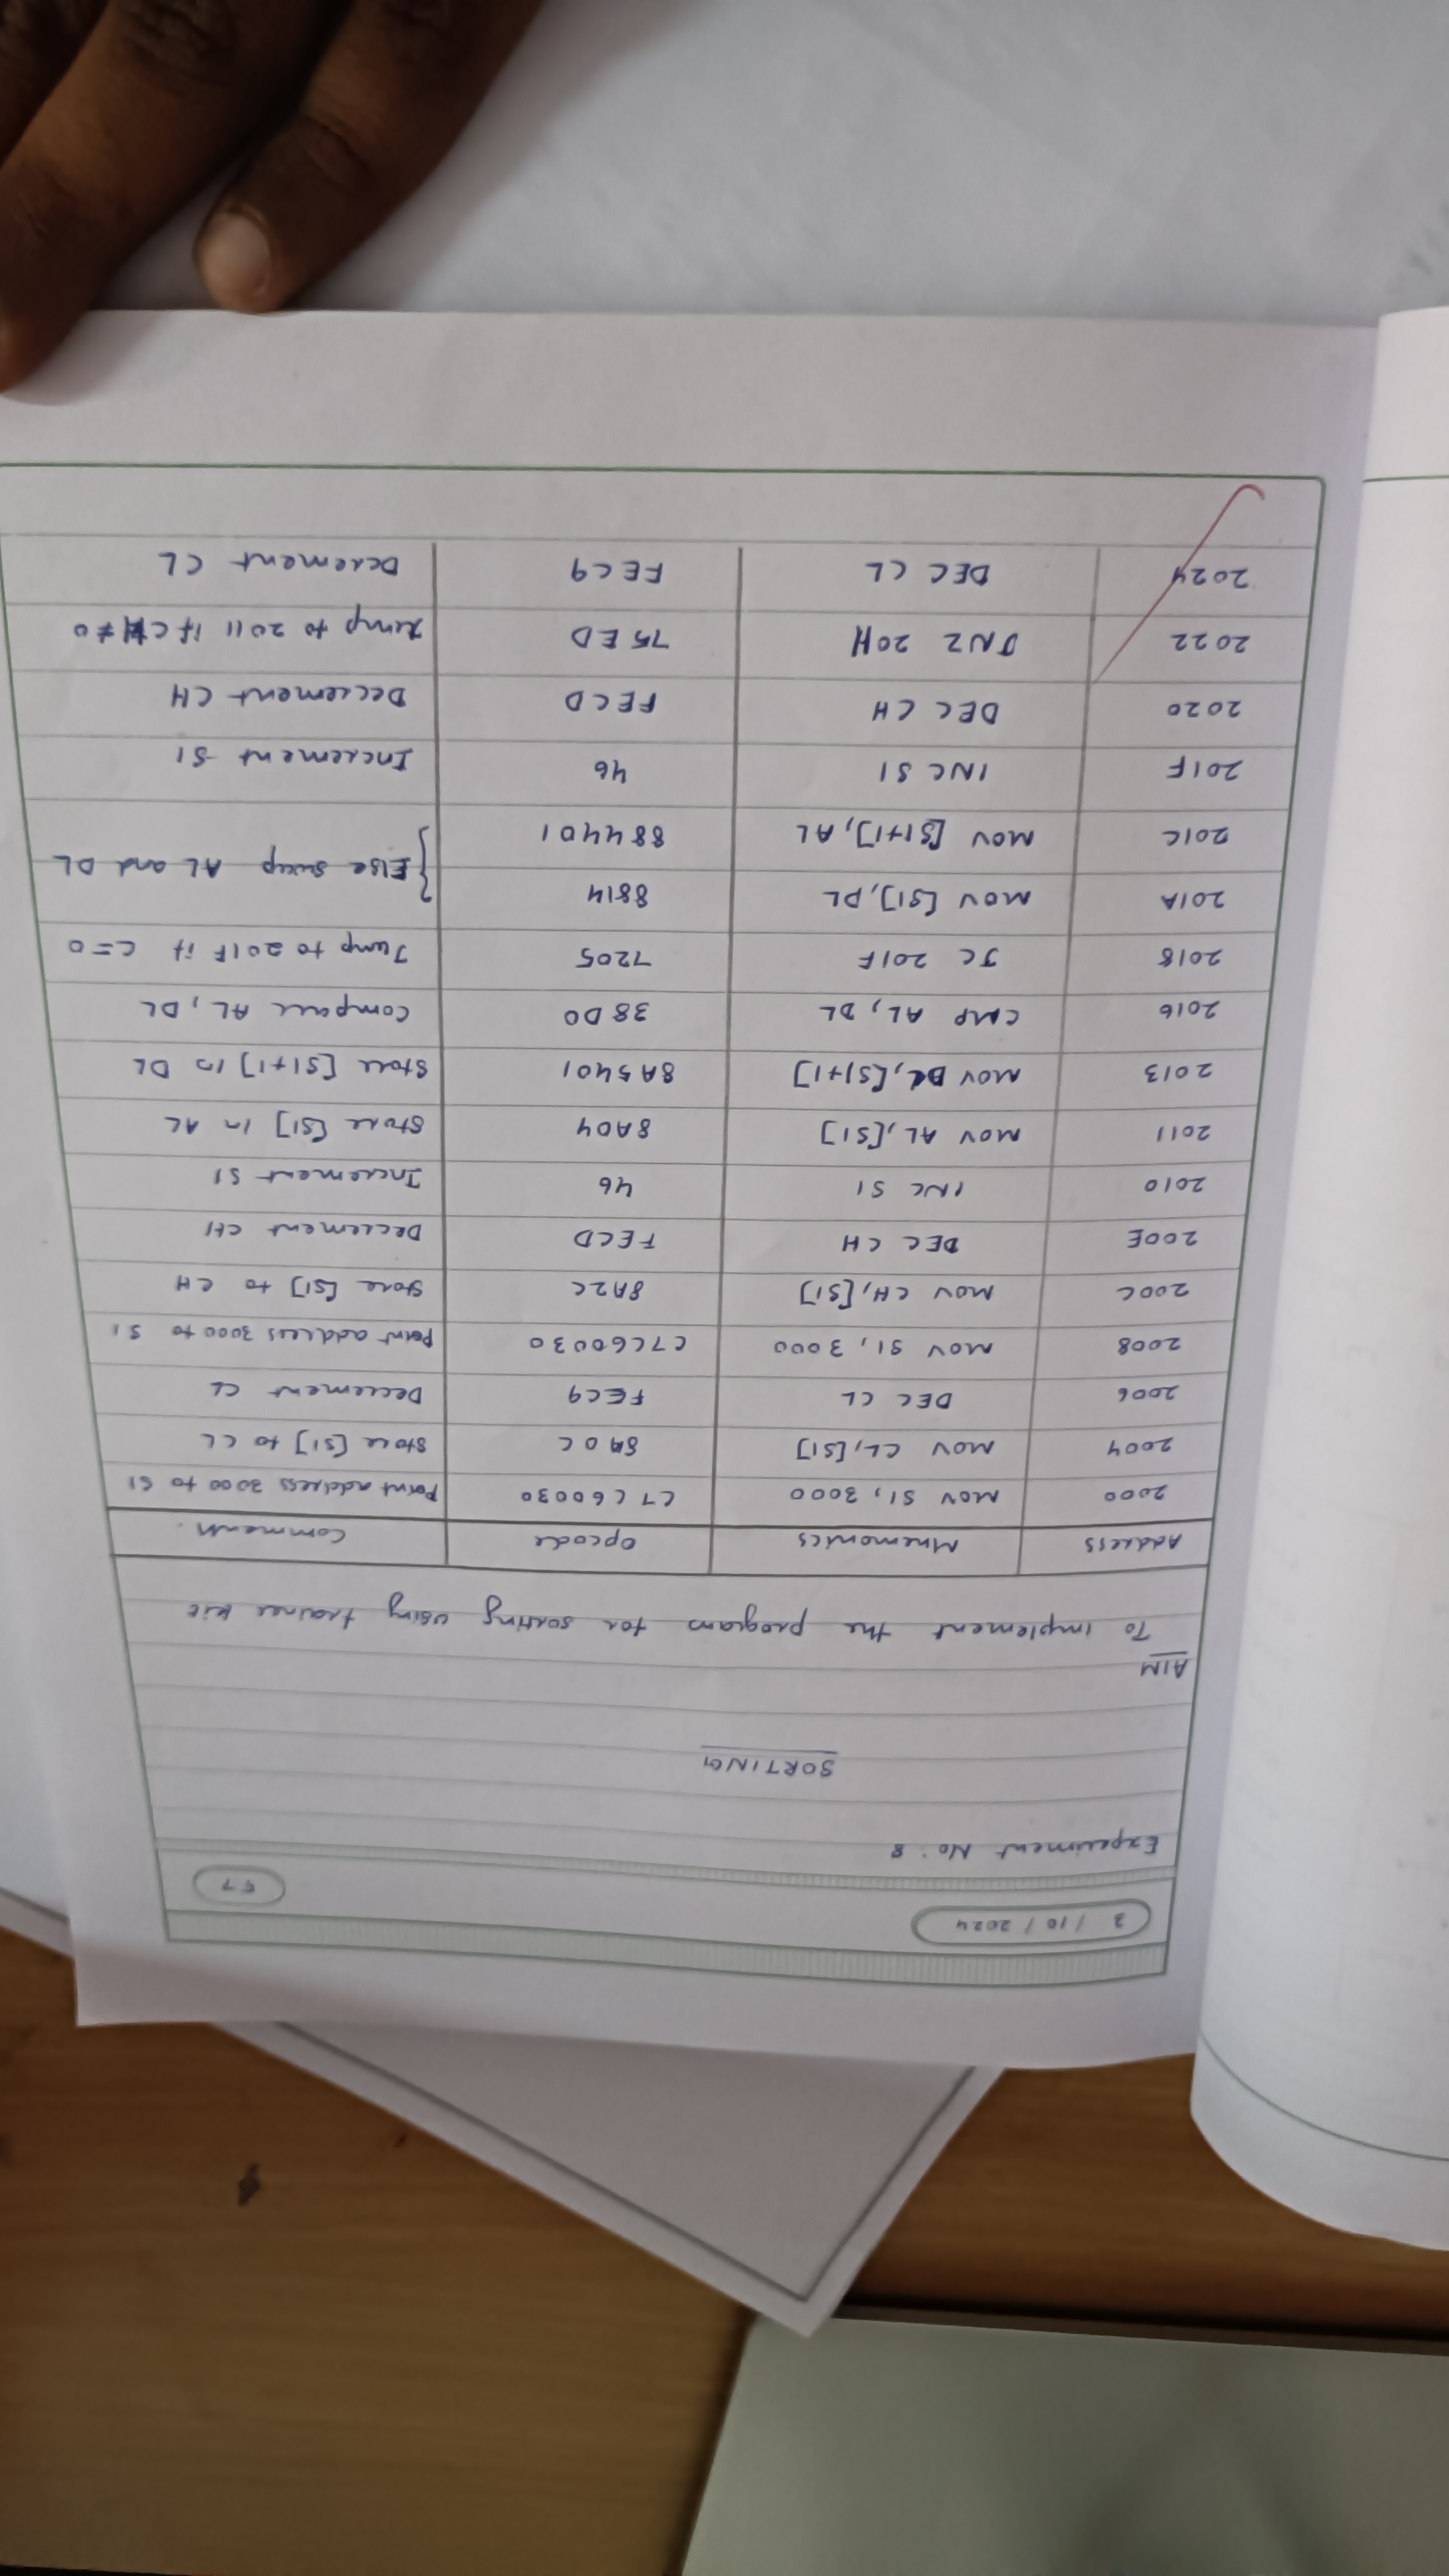 3 / 10 / 2024
57
Experiment No: 8
SORTING
AIM
To implement the program for sorting using trainer kit
Address Mnemonics Opcode Comments.
2000 MOV SI, 3000 C7C60030 Point address 3000 to SI
2004 MOV CL, [SI] 8A0C Store [SI] to CL
2006 DEC CL FEC9 Decrement CL
2008 MOV SI, 3000 C7C60030 Point address 3000 to SI
200C MOV CH, [SI] 8A2C Store [SI] to CH
200E DEC CH FECD Decrement CH
2010 INC SI 46 Increment SI
2011 MOV AL, [SI] 8A04 Store [SI] in AL
2013 MOV DL, [SI+1] 8A5401 Store [SI+1] in DL
2016 CMP AL, DL 38D0 Compare AL, DL
2018 JC 201F 7205 Jump to 201F if C=0
201A MOV [SI], DL 8814
} Else swap AL and DL
201C MOV [SI+1], AL 884401
201F INC SI 46 Increment SI
2020 DEC CH FECD Decrement CH
2022 JNZ 2011 75ED Jump to 2011 if CH≠0
2024 DEC CL FEC9 Decrement CL